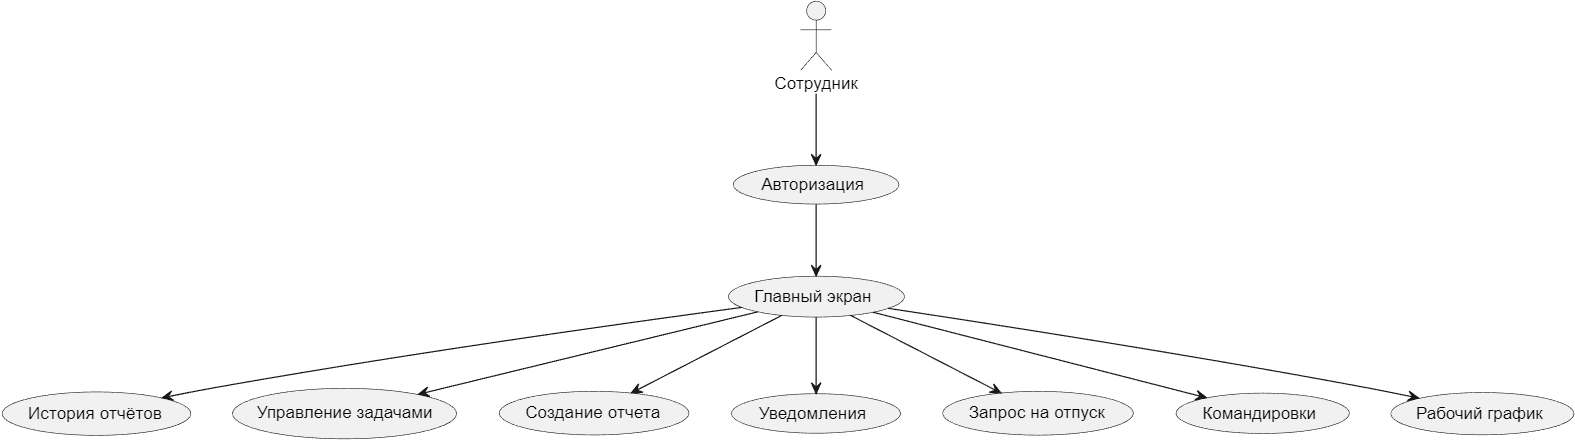 Сотрудник
Авторизация
Главный экран
История отчётов
Управление задачами
Создание отчета
Уведомления
Запрос на отпуск
Командировки
Рабочий график